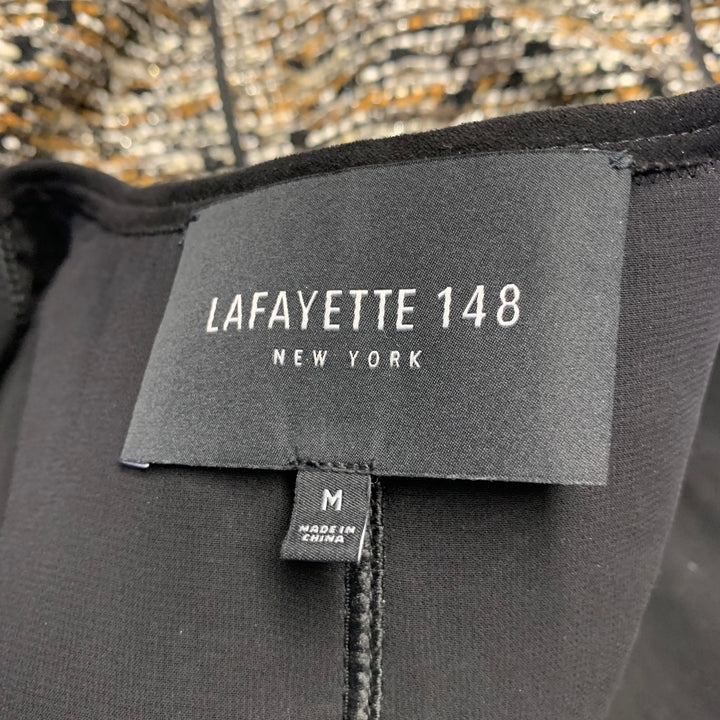 LAFAYETTE 148
NEW YORK
M
MADE IN
CHINA